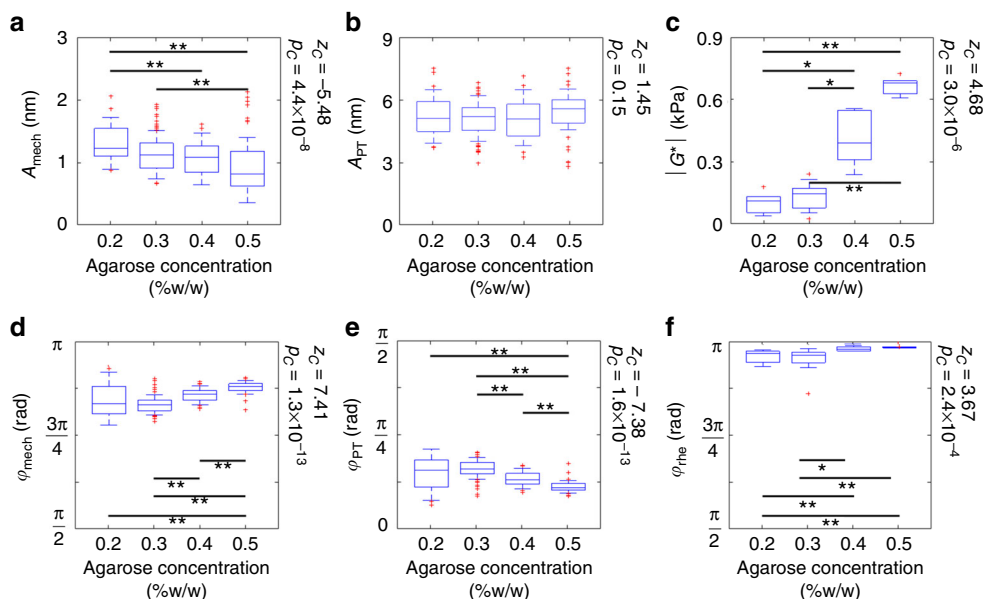 a
3
2
1
0
A_mech (nm)
**
**
**
0.2 0.3 0.4 0.5
Agarose concentration
(%w/w)
z_C = −5.48
p_C = 4.4×10⁻⁸
b
9
6
3
0
A_PT (nm)
0.2 0.3 0.4 0.5
Agarose concentration
(%w/w)
z_C = 1.45
p_C = 0.15
c
0.9
0.6
0.3
0
|G*| (kPa)
**
*
*
**
0.2 0.3 0.4 0.5
Agarose concentration
(%w/w)
z_C = 4.68
p_C = 3.0×10⁻⁶
d
π
3π
4
π
2
φ_mech (rad)
**
**
**
**
0.2 0.3 0.4 0.5
Agarose concentration
(%w/w)
z_C = 7.41
p_C = 1.3×10⁻¹³
e
π
2
π
4
0
φ_PT (rad)
**
**
**
**
0.2 0.3 0.4 0.5
Agarose concentration
(%w/w)
z_C = − 7.38
p_C = 1.6×10⁻¹³
f
π
3π
4
π
2
φ_rhe (rad)
*
**
**
**
0.2 0.3 0.4 0.5
Agarose concentration
(%w/w)
z_C = 3.67
p_C = 2.4×10⁻⁴